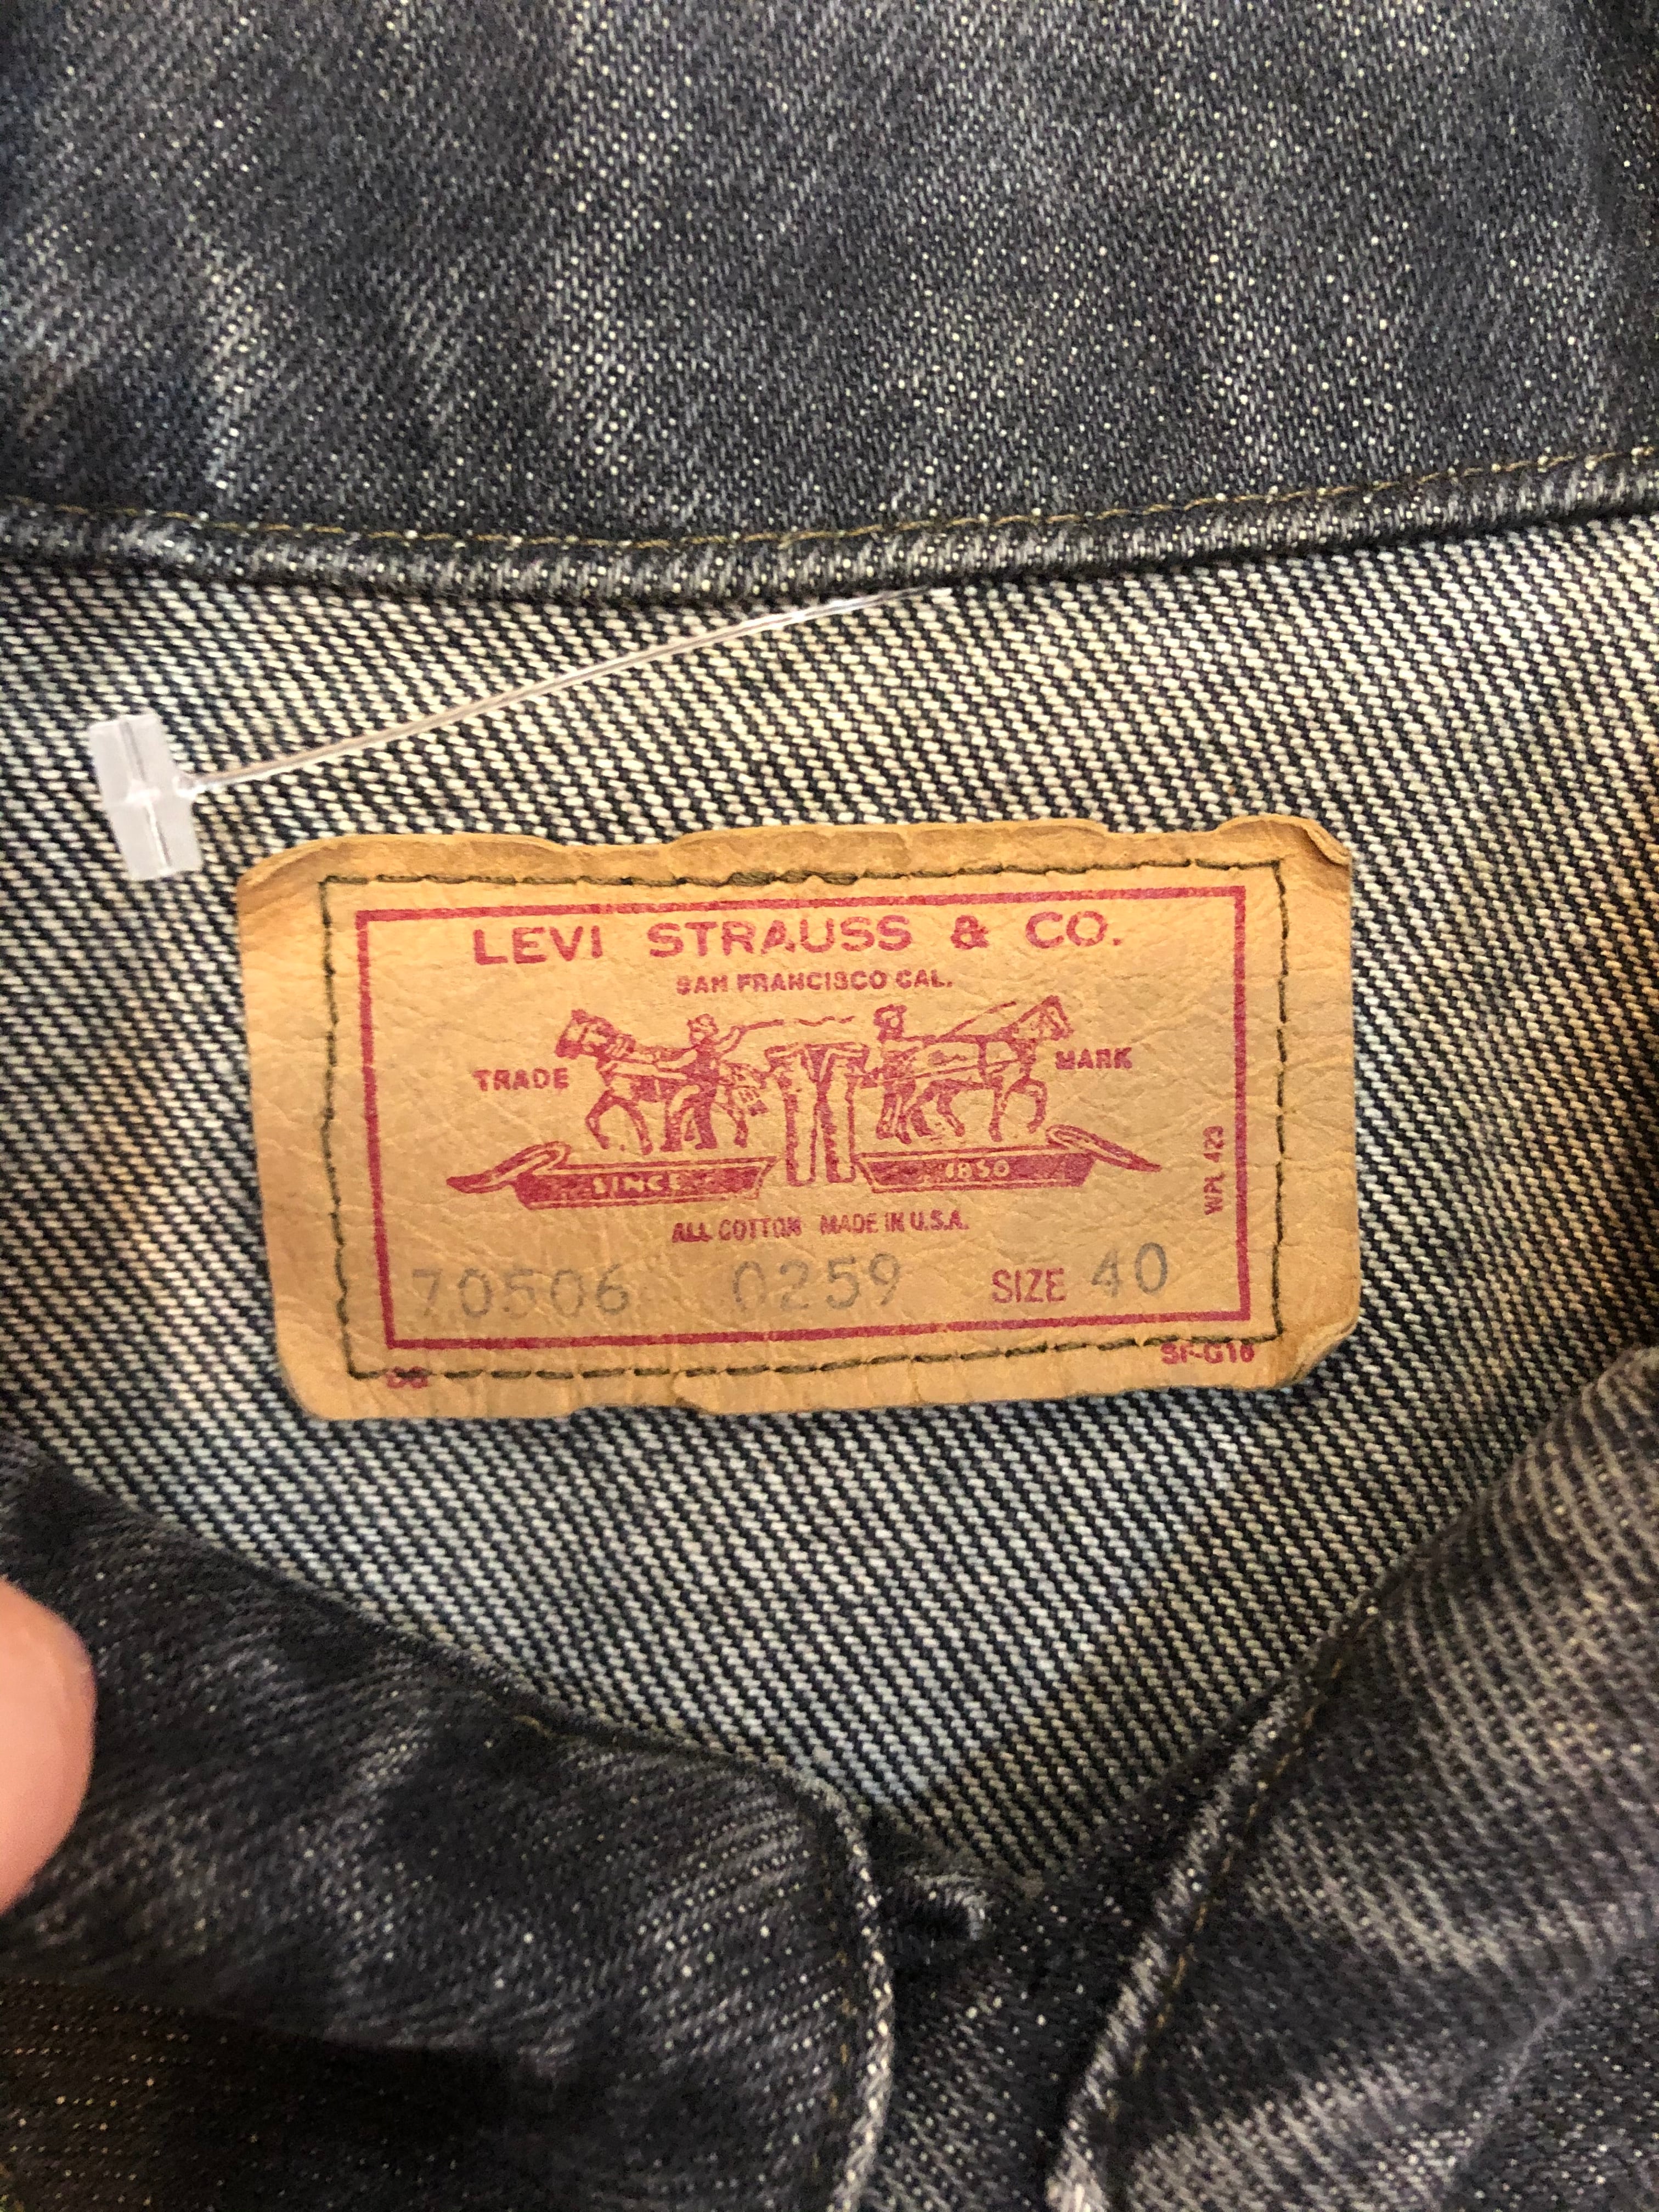 LEVI STRAUSS & CO.
SAN FRANCISCO CAL.
TRADE MARK
SINCE 1850
WPL 423
ALL COTTON MADE IN U.S.A.
70506 0259 SIZE 40
SF-G16